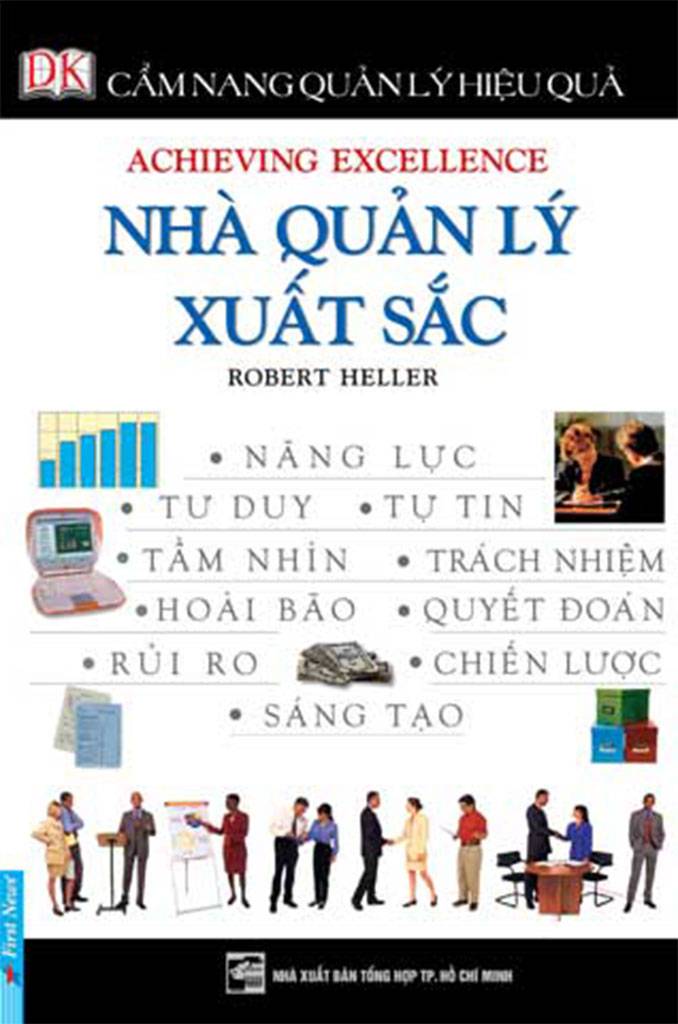 DK CẨM NANG QUẢN LÝ HIỆU QUẢ
ACHIEVING EXCELLENCE
NHÀ QUẢN LÝ
XUẤT SẮC
ROBERT HELLER
• NĂNG LỰC
• TƯ DUY • TỰ TIN
• TẦM NHÌN • TRÁCH NHIỆM
• HOÀI BÃO • QUYẾT ĐOÁN
• RỦI RO • CHIẾN LƯỢC
• SÁNG TẠO
First News
NHÀ XUẤT BẢN TỔNG HỢP TP. HỒ CHÍ MINH